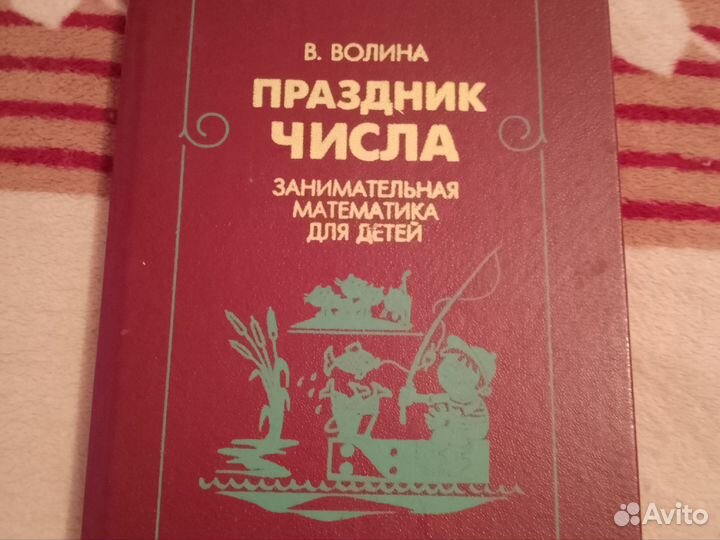 В. ВОЛИНА
ПРАЗДНИК
ЧИСЛА
ЗАНИМАТЕЛЬНАЯ
МАТЕМАТИКА
ДЛЯ ДЕТЕЙ
Avito